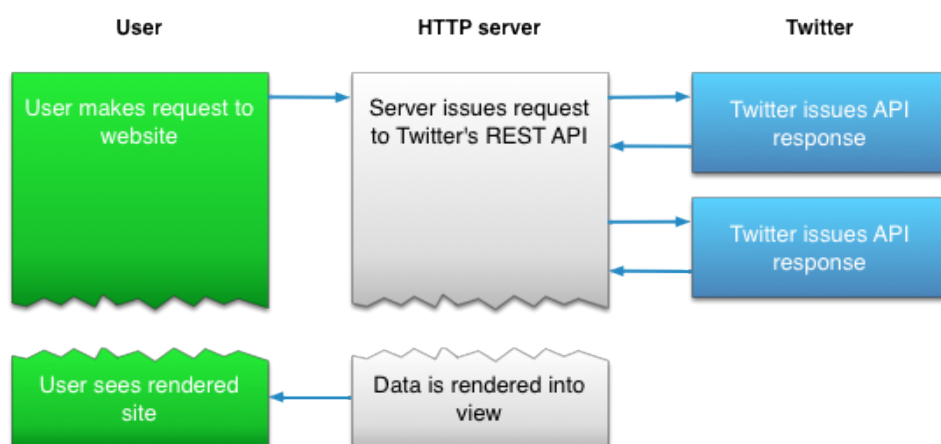 User
HTTP server
Twitter
User makes request to
website
Server issues request
to Twitter's REST API
Twitter issues API
response
Twitter issues API
response
User sees rendered
site
Data is rendered into
view